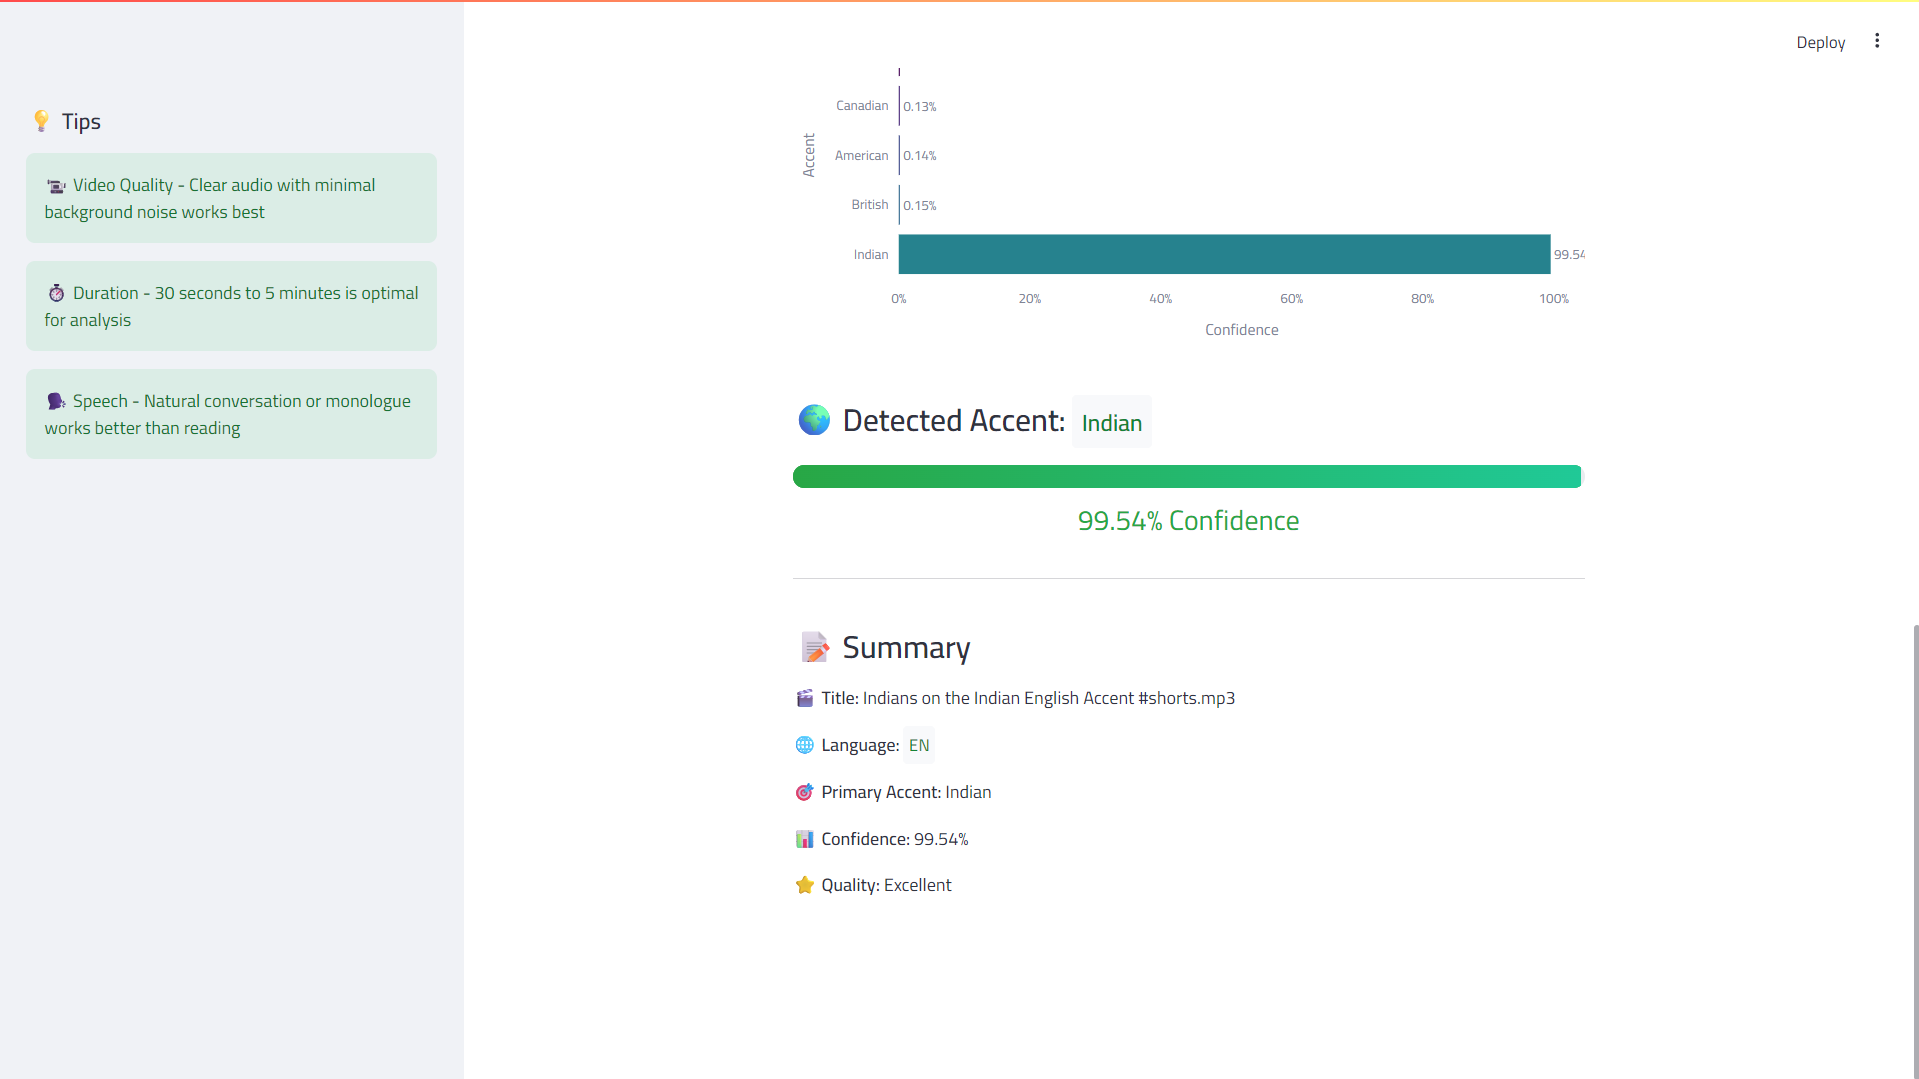 Deploy
Tips
Video Quality - Clear audio with minimal
background noise works best
Duration - 30 seconds to 5 minutes is optimal
for analysis
Speech - Natural conversation or monologue
works better than reading
Accent
Canadian 0.13%
American 0.14%
British 0.15%
Indian 99.54
0% 20% 40% 60% 80% 100%
Confidence
Detected Accent: Indian
99.54% Confidence
Summary
Title: Indians on the Indian English Accent #shorts.mp3
Language: EN
Primary Accent: Indian
Confidence: 99.54%
Quality: Excellent